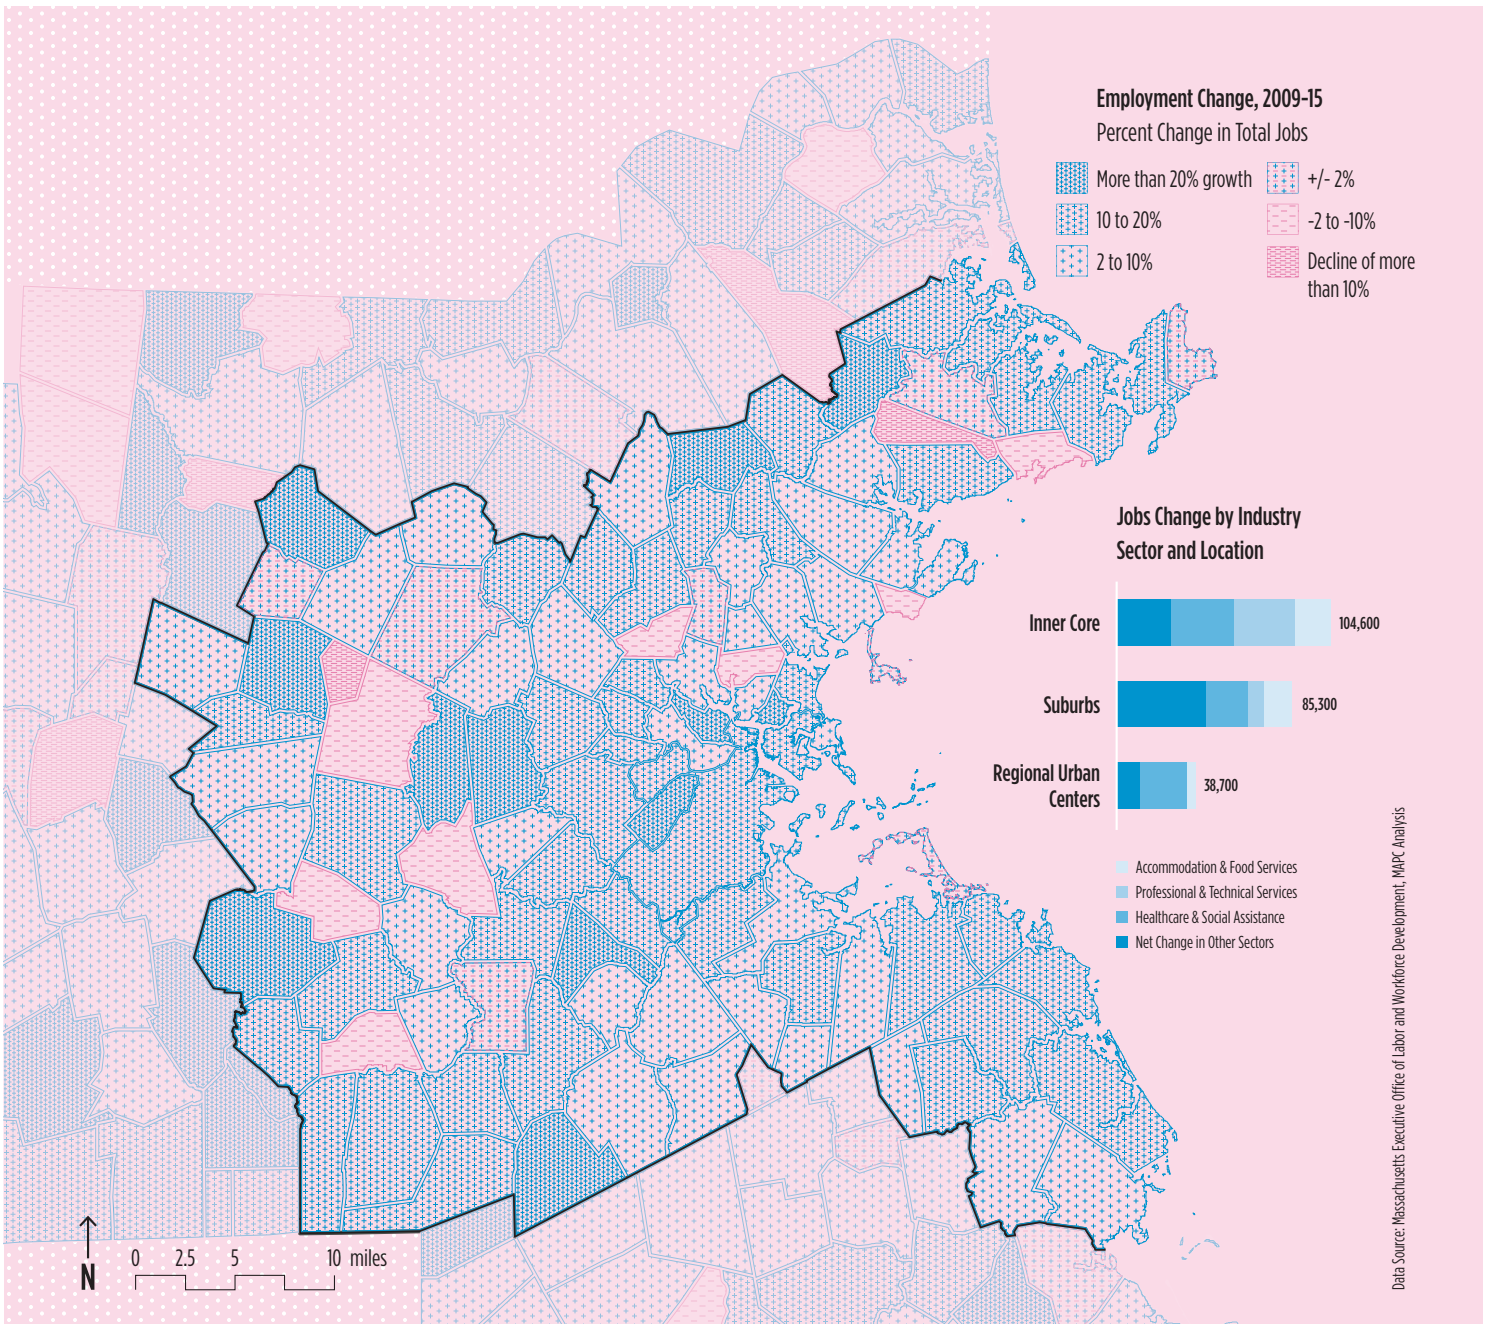 Employment Change, 2009-15
Percent Change in Total Jobs
More than 20% growth
10 to 20%
2 to 10%
+/- 2%
-2 to -10%
Decline of more
than 10%
Jobs Change by Industry
Sector and Location
Inner Core
104,600
Suburbs
85,300
Regional Urban
Centers
38,700
Accommodation & Food Services
Professional & Technical Services
Healthcare & Social Assistance
Net Change in Other Sectors
Data Source: Massachusetts Executive Office of Labor and Workforce Development, MAPC Analysis
N
0 2.5 5 10 miles